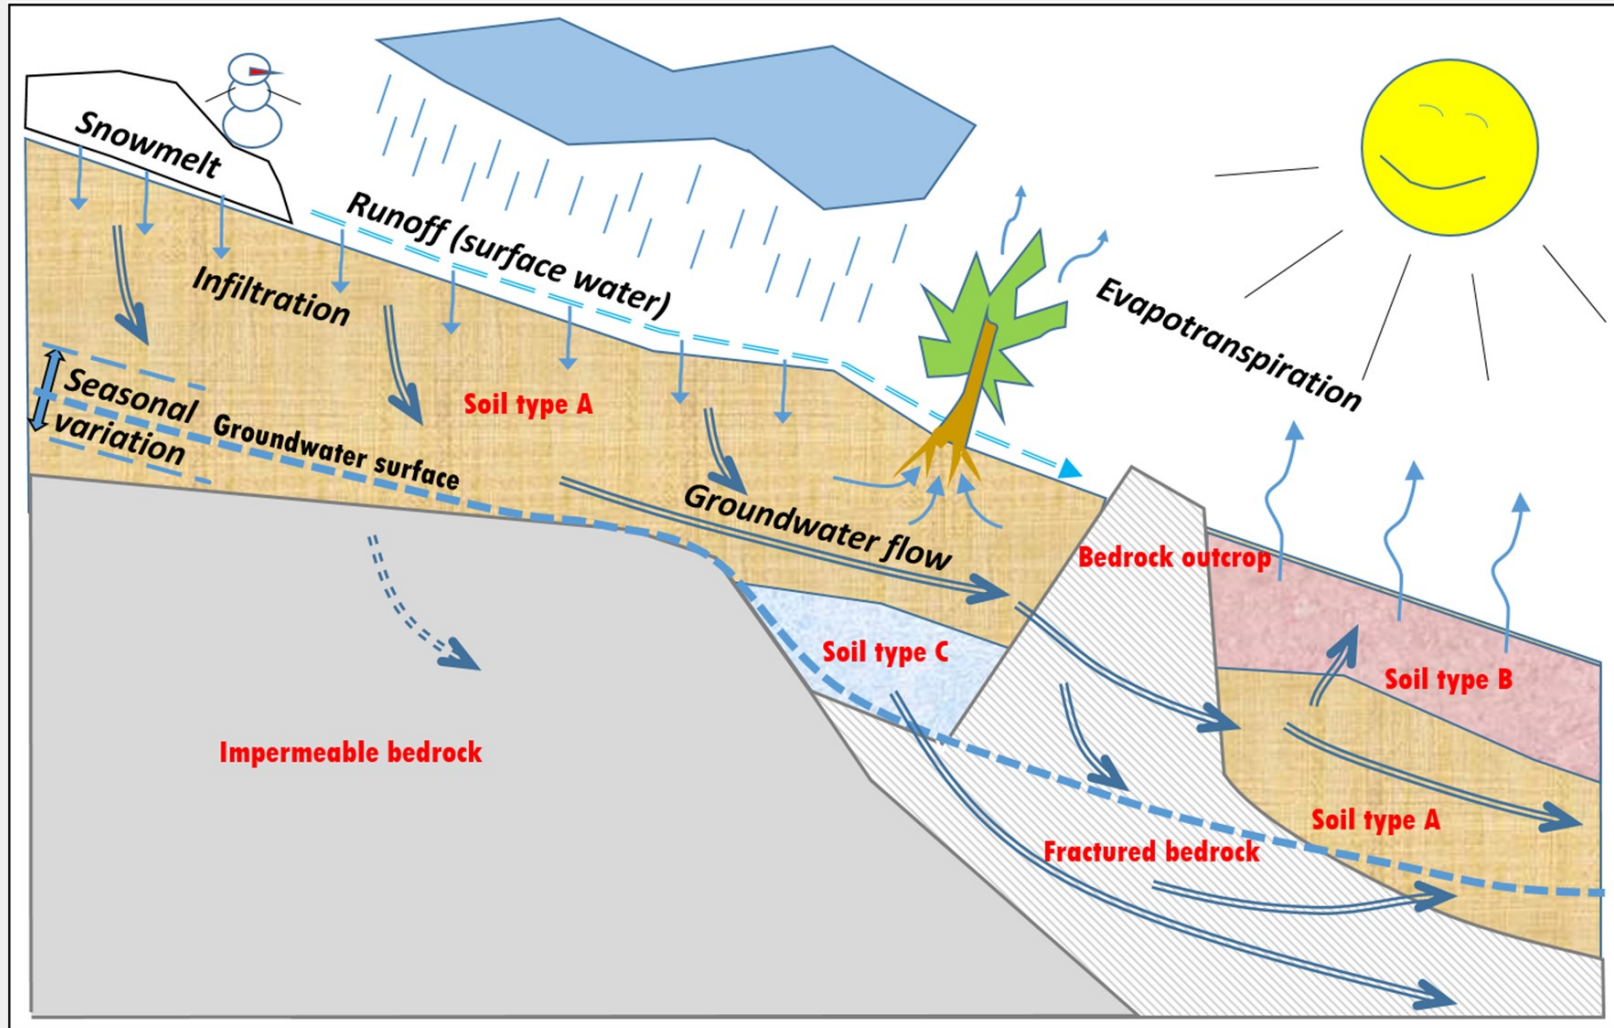 Snowmelt
Runoff (surface water)
Infiltration
Evapotranspiration
Seasonal
variation
Groundwater surface
Soil type A
Groundwater flow
Bedrock outcrop
Soil type C
Soil type B
Impermeable bedrock
Soil type A
Fractured bedrock